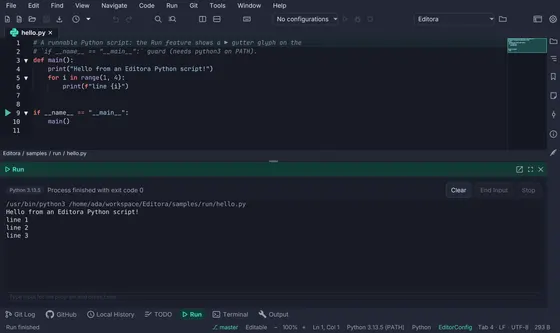 File Edit Find View Navigate Code Run Git Tools Window Help
No configurations
Editora
hello.py
1 # A runnable Python script: the Run feature shows a ▶ gutter glyph on the
2 # `if __name__ == "__main__":` guard (needs python3 on PATH).
3 def main():
4 print("Hello from an Editora Python script!")
5 for i in range(1, 4):
6 print(f"line {i}")
7
8
9 if __name__ == "__main__":
10 main()
11
Editora / samples / run / hello.py
Run
Python 3.13.5 Process finished with exit code 0
Clear End Input Stop
/usr/bin/python3 /home/ada/workspace/Editora/samples/run/hello.py
Hello from an Editora Python script!
line 1
line 2
line 3
Git Log GitHub Local History TODO Run Terminal Output
Run finished
master Editable − 100% + Ln 1, Col 1 Python 3.13.5 (PATH) Python EditorConfig Tab 4 LF UTF-8 293 B